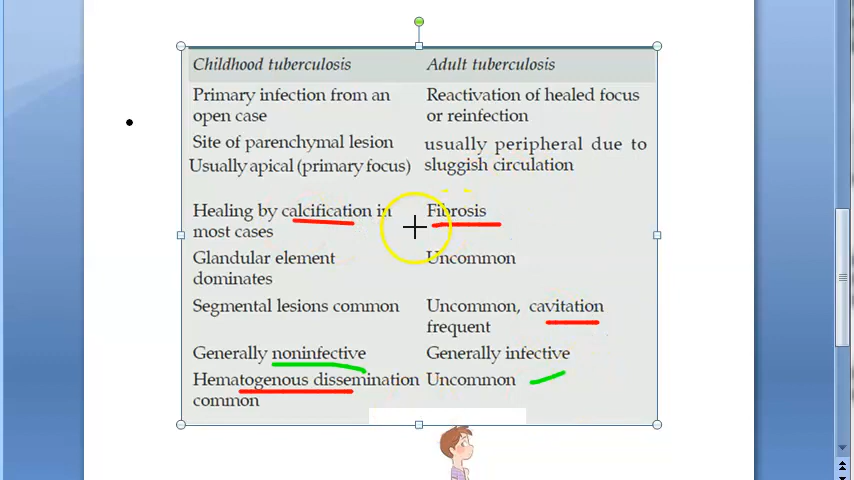 Childhood tuberculosis Adult tuberculosis
Primary infection from an Reactivation of healed focus
open case or reinfection
Site of parenchymal lesion usually peripheral due to
Usually apical (primary focus) sluggish circulation
Healing by calcification in Fibrosis
most cases
Glandular element Uncommon
dominates
Segmental lesions common Uncommon, cavitation
frequent
Generally noninfective Generally infective
Hematogenous dissemination Uncommon
common